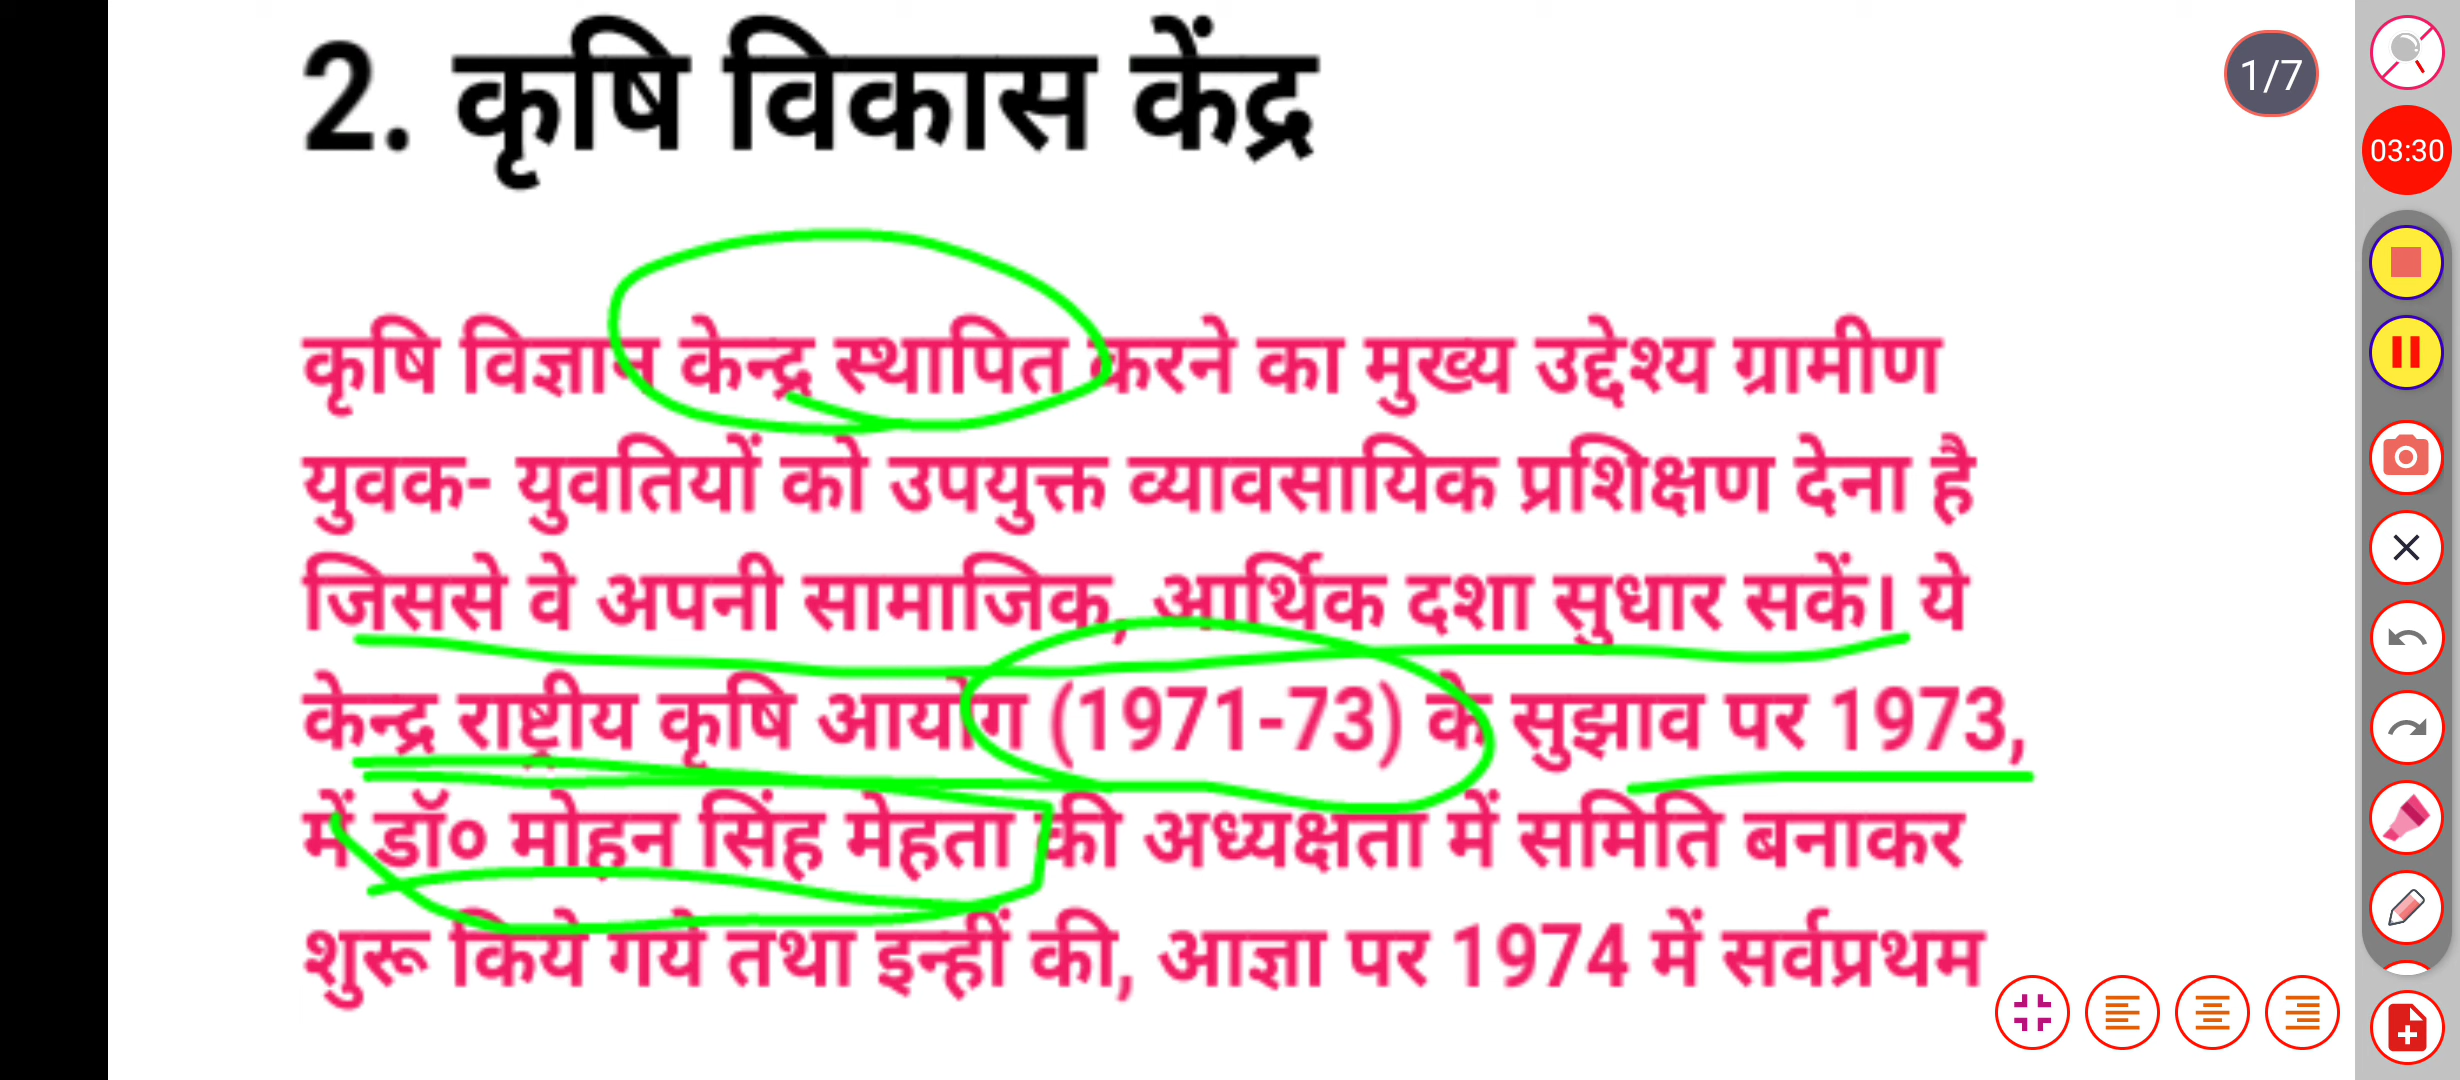 2. कृषि विकास केंद्र
1/7
03:30
कृषि विज्ञान केन्द्र स्थापित करने का मुख्य उद्देश्य ग्रामीण
युवक- युवतियों को उपयुक्त व्यावसायिक प्रशिक्षण देना है
जिससे वे अपनी सामाजिक, आर्थिक दशा सुधार सकें। ये
केन्द्र राष्ट्रीय कृषि आयोग (1971-73) के सुझाव पर 1973,
में डॉ० मोहन सिंह मेहता की अध्यक्षता में समिति बनाकर
शुरू किये गये तथा इन्हीं की, आज्ञा पर 1974 में सर्वप्रथम